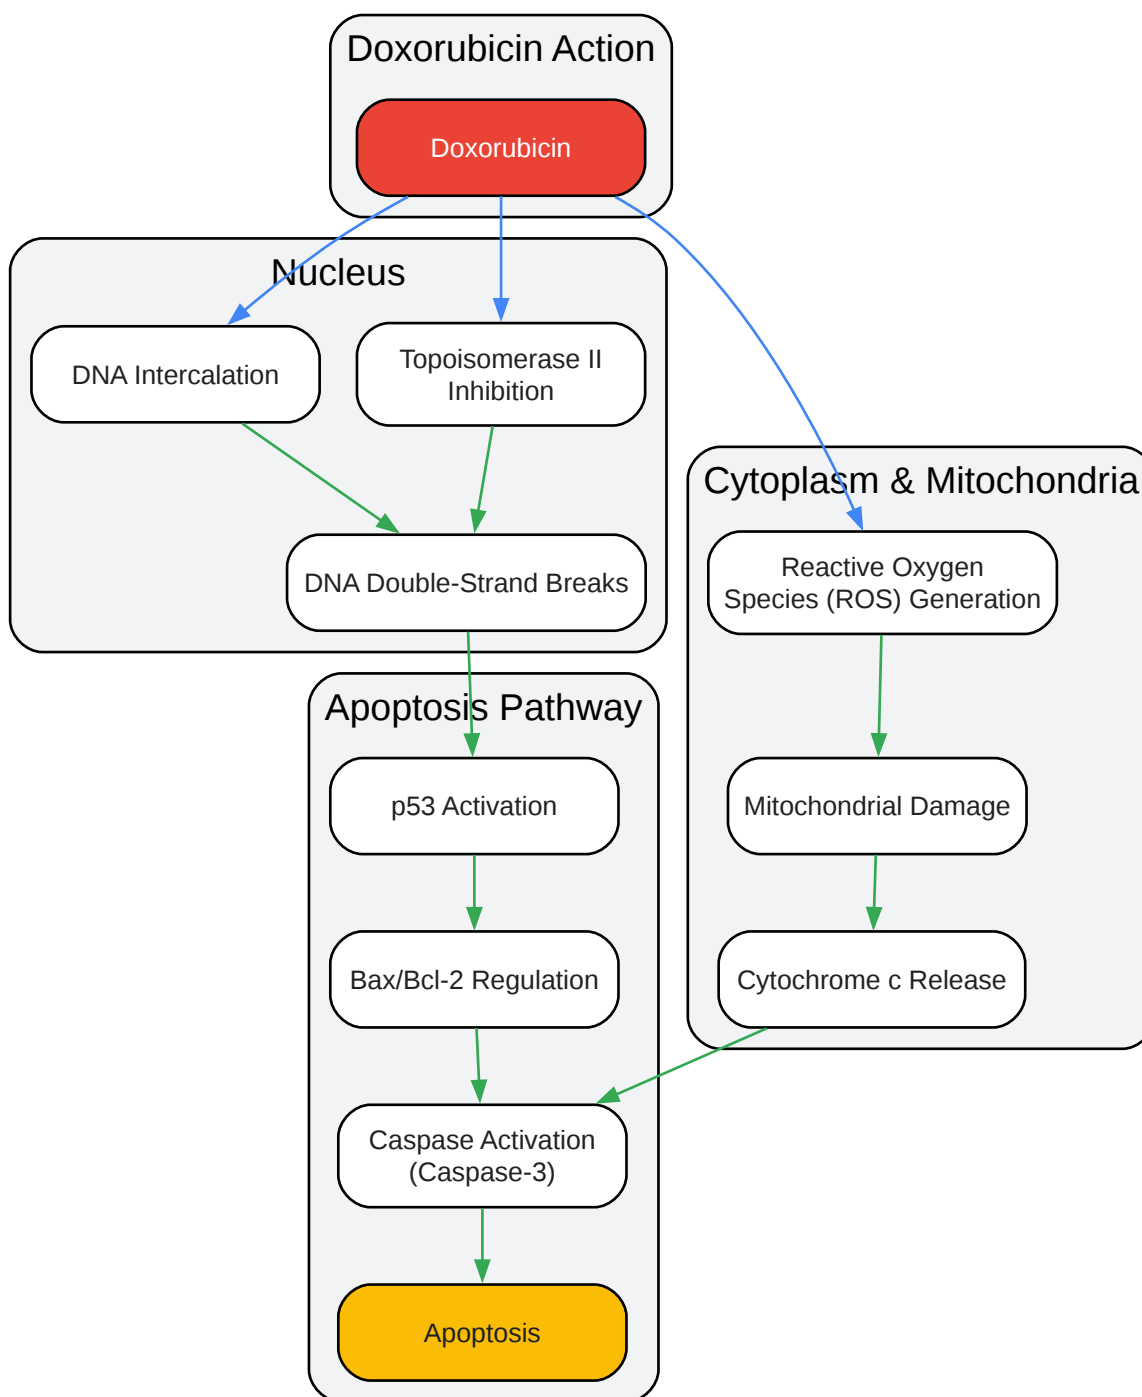 Doxorubicin Action
Doxorubicin
Nucleus
DNA Intercalation
Topoisomerase II
Inhibition
DNA Double-Strand Breaks
Cytoplasm & Mitochondria
Reactive Oxygen
Species (ROS) Generation
Mitochondrial Damage
Cytochrome c Release
Apoptosis Pathway
p53 Activation
Bax/Bcl-2 Regulation
Caspase Activation
(Caspase-3)
Apoptosis